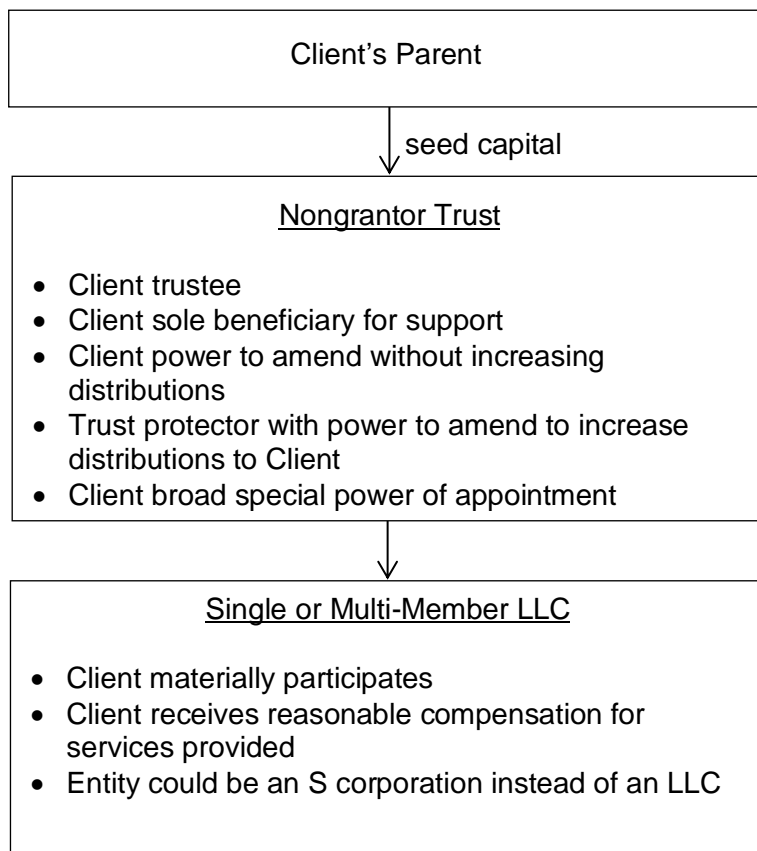 Client’s Parent
seed capital
Nongrantor Trust
• Client trustee
• Client sole beneficiary for support
• Client power to amend without increasing
distributions
• Trust protector with power to amend to increase
distributions to Client
• Client broad special power of appointment
Single or Multi-Member LLC
• Client materially participates
• Client receives reasonable compensation for
services provided
• Entity could be an S corporation instead of an LLC